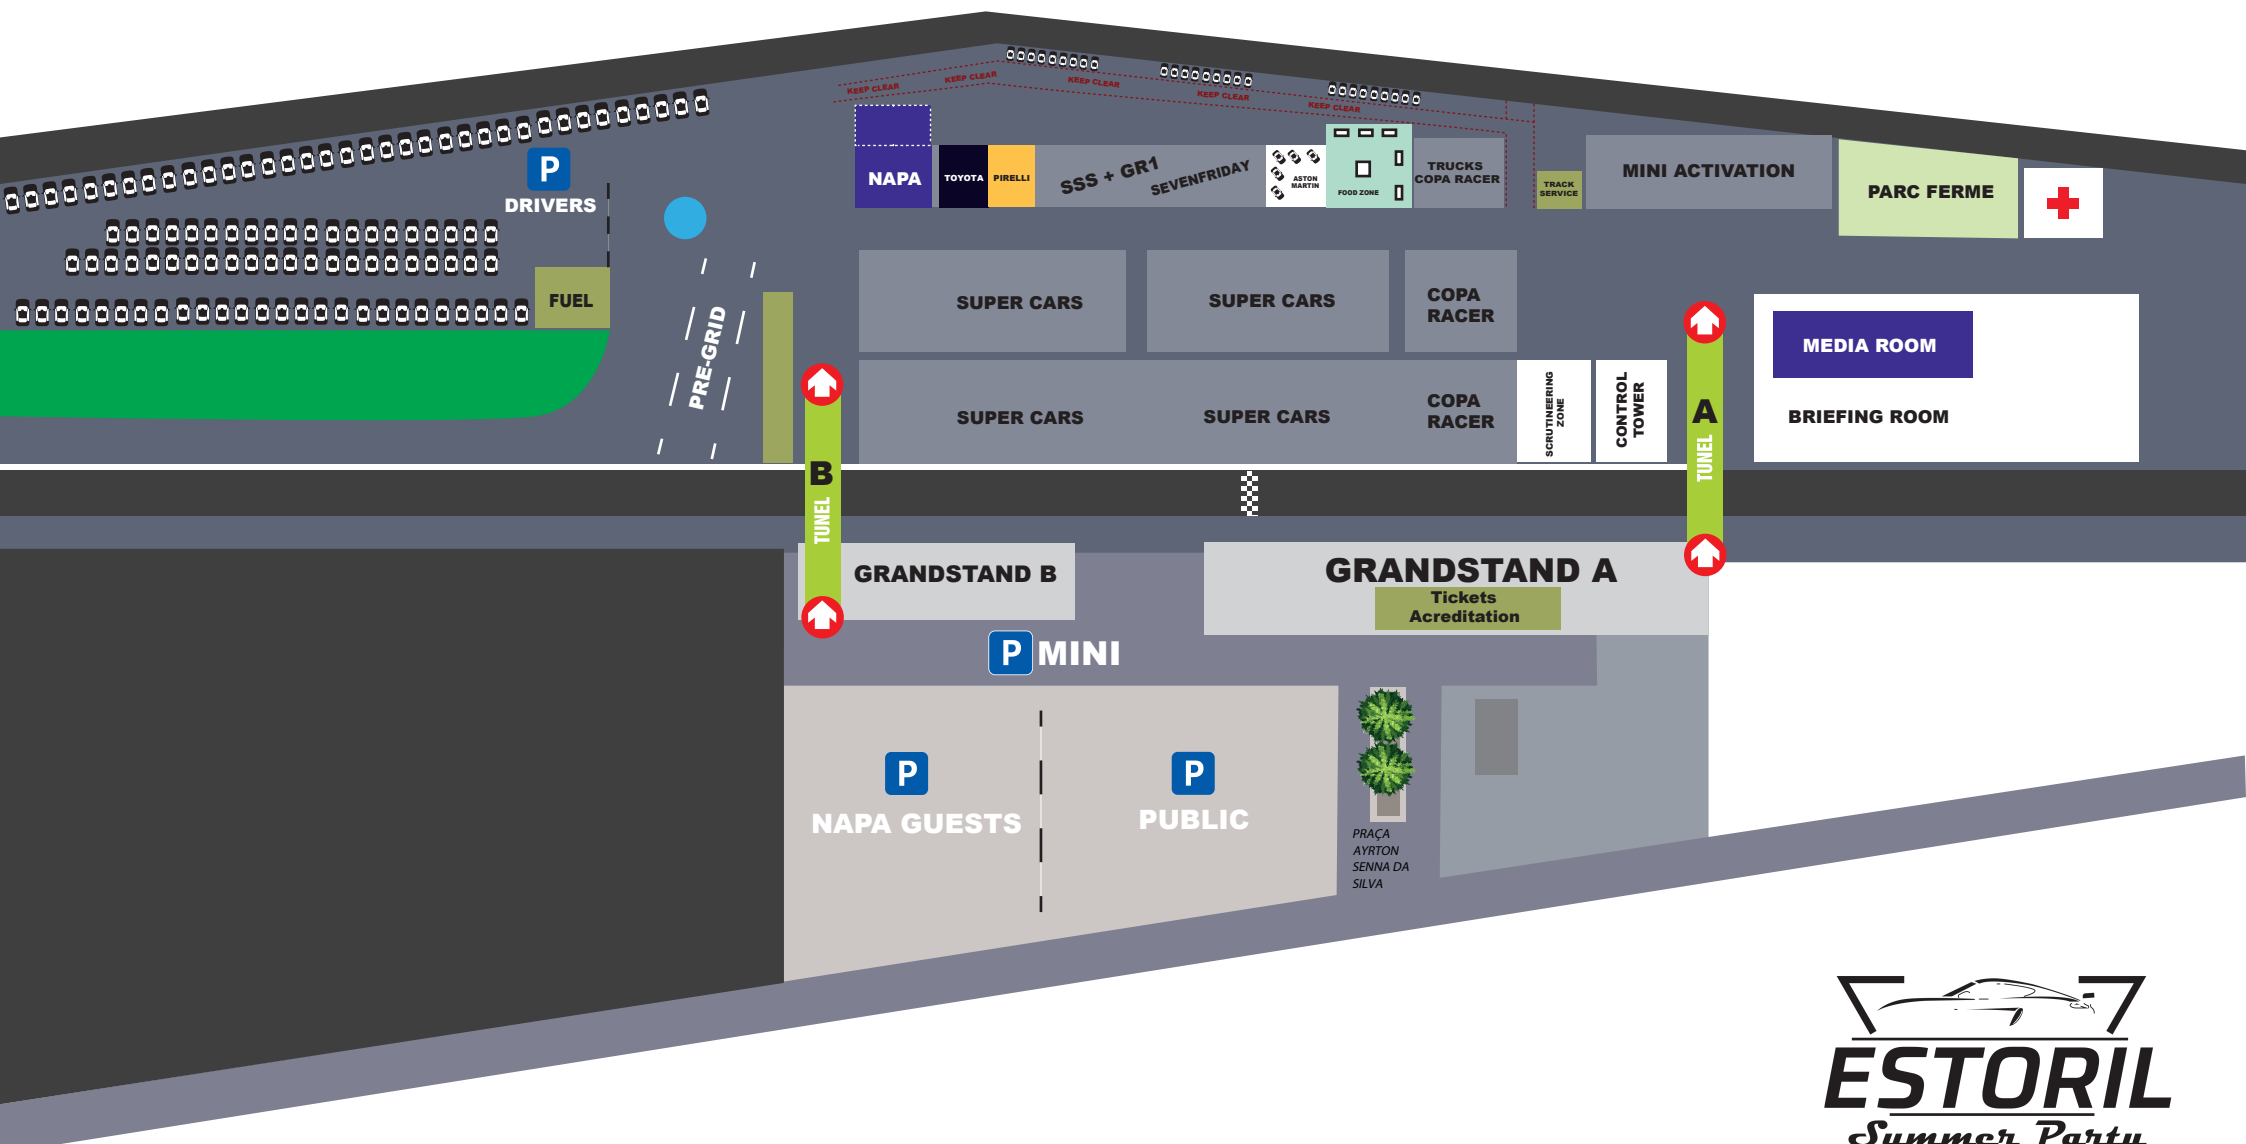 KEEP CLEAR
KEEP CLEAR
KEEP CLEAR
KEEP CLEAR
KEEP CLEAR
P
DRIVERS
NAPA
TOYOTA
PIRELLI
SSS + GR1
SEVENFRIDAY
ASTON
MARTIN
FOOD ZONE
TRUCKS
COPA RACER
TRACK
SERVICE
MINI ACTIVATION
PARC FERME
FUEL
PRE-GRID
SUPER CARS
SUPER CARS
COPA
RACER
MEDIA ROOM
SUPER CARS
SUPER CARS
COPA
RACER
SCRUTINEERING
ZONE
CONTROL
TOWER
A
TUNEL
BRIEFING ROOM
B
TUNEL
GRANDSTAND B
GRANDSTAND A
Tickets
Acreditation
P MINI
P
NAPA GUESTS
P
PUBLIC
PRAÇA
AYRTON
SENNA DA
SILVA
ESTORIL
Summer Party